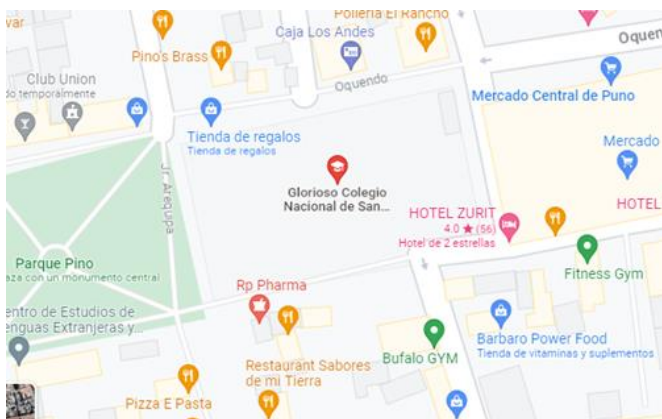 Pollería El Rancho
var
Caja Los Andes
Oquen
Pino's Brass
Club Union
do temporalmente
Oquendo
Mercado Central de Puno
Tienda de regalos
Tienda de regalos
Mercado
Jr. Arequipa
Glorioso Colegio
Nacional de San...
HOTEL ZURIT
4.0 ★ (56)
Hotel de 2 estrellas
HOTEL
Parque Pino
aza con un monumento central
Fitness Gym
Rp Pharma
entro de Estudios de
enguas Extranjeras y...
Barbaro Power Food
Tienda de vitaminas y suplementos
Bufalo GYM
Restaurant Sabores
de mi Tierra
Pizza E Pasta